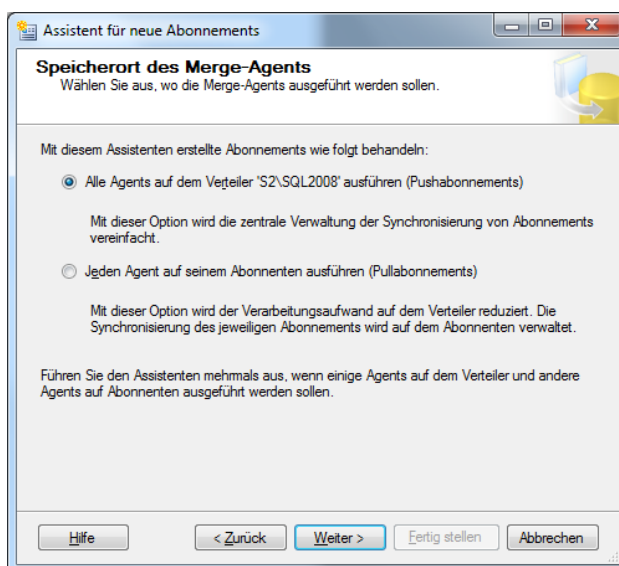 Assistent für neue Abonnements
Speicherort des Merge-Agents
Wählen Sie aus, wo die Merge-Agents ausgeführt werden sollen.
Mit diesem Assistenten erstellte Abonnements wie folgt behandeln:
Alle Agents auf dem Verteiler 'S2\SQL2008' ausführen (Pushabonnements)
Mit dieser Option wird die zentrale Verwaltung der Synchronisierung von Abonnements
vereinfacht.
Jeden Agent auf seinem Abonnenten ausführen (Pullabonnements)
Mit dieser Option wird der Verarbeitungsaufwand auf dem Verteiler reduziert. Die
Synchronisierung des jeweiligen Abonnements wird auf dem Abonnenten verwaltet.
Führen Sie den Assistenten mehrmals aus, wenn einige Agents auf dem Verteiler und andere
Agents auf Abonnenten ausgeführt werden sollen.
Hilfe
< Zurück
Weiter >
Fertig stellen
Abbrechen